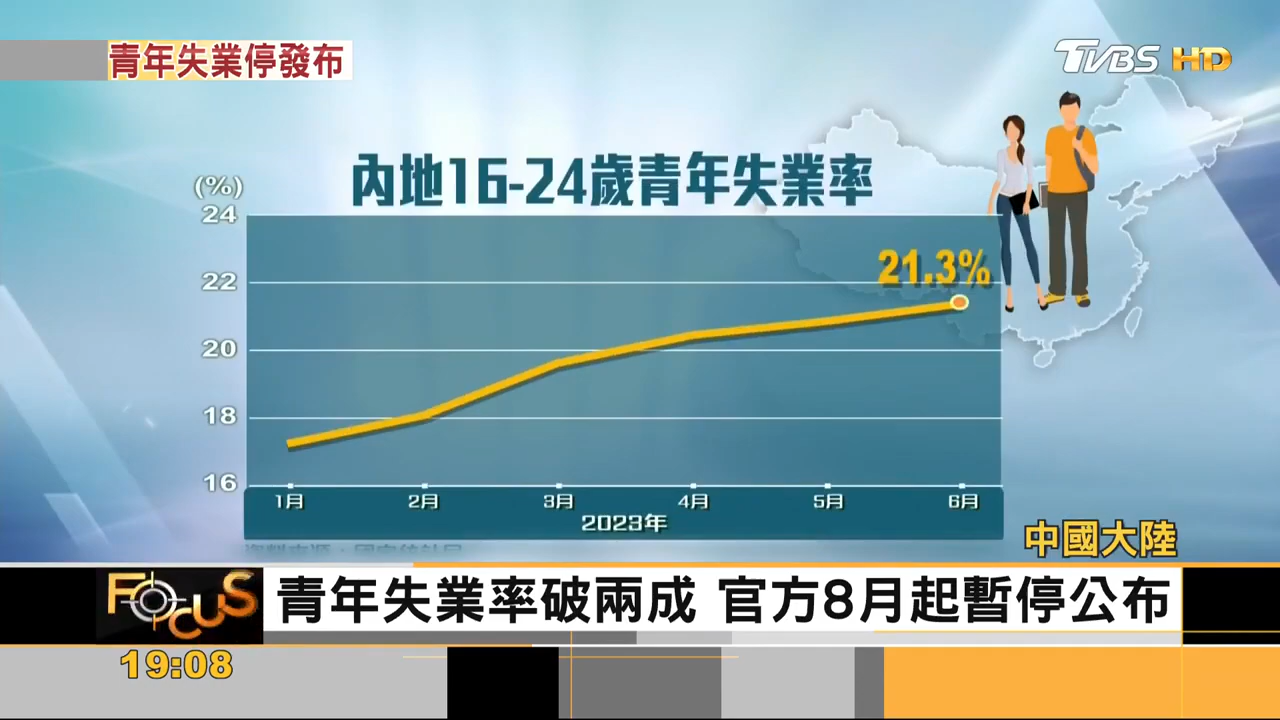 青年失業停發布
TVBS HD
內地16-24歲青年失業率
(%)
24
22
20
18
16
21.3%
1月 2月 3月 4月 5月 6月
2023年
中國大陸
FOCUS
青年失業率破兩成 官方8月起暫停公布
19:08